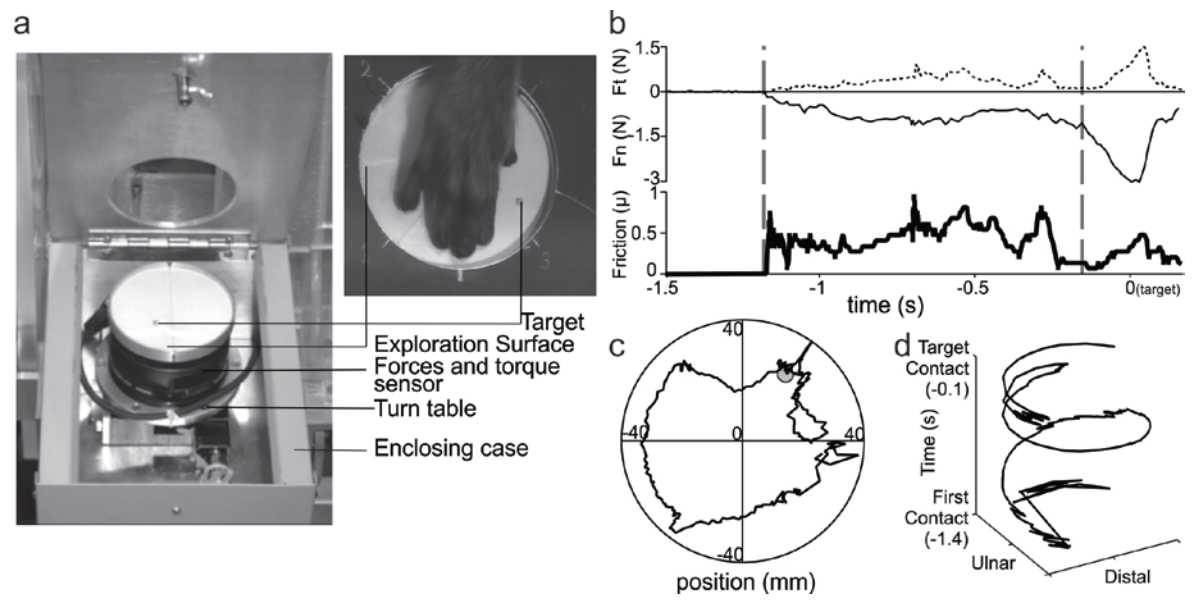 a
2
3
Target
Exploration Surface
Forces and torque
sensor
Turn table
Enclosing case
b
Ft (N)
1.5
0
Fn (N)
-1.5
-3
Friction (µ)
1
0.5
0
-1.5
-1
-0.5
0(target)
time (s)
c
40
-40
0
40
-40
position (mm)
d
Target
Contact
(-0.1)
Time (s)
First
Contact
(-1.4)
Ulnar
Distal